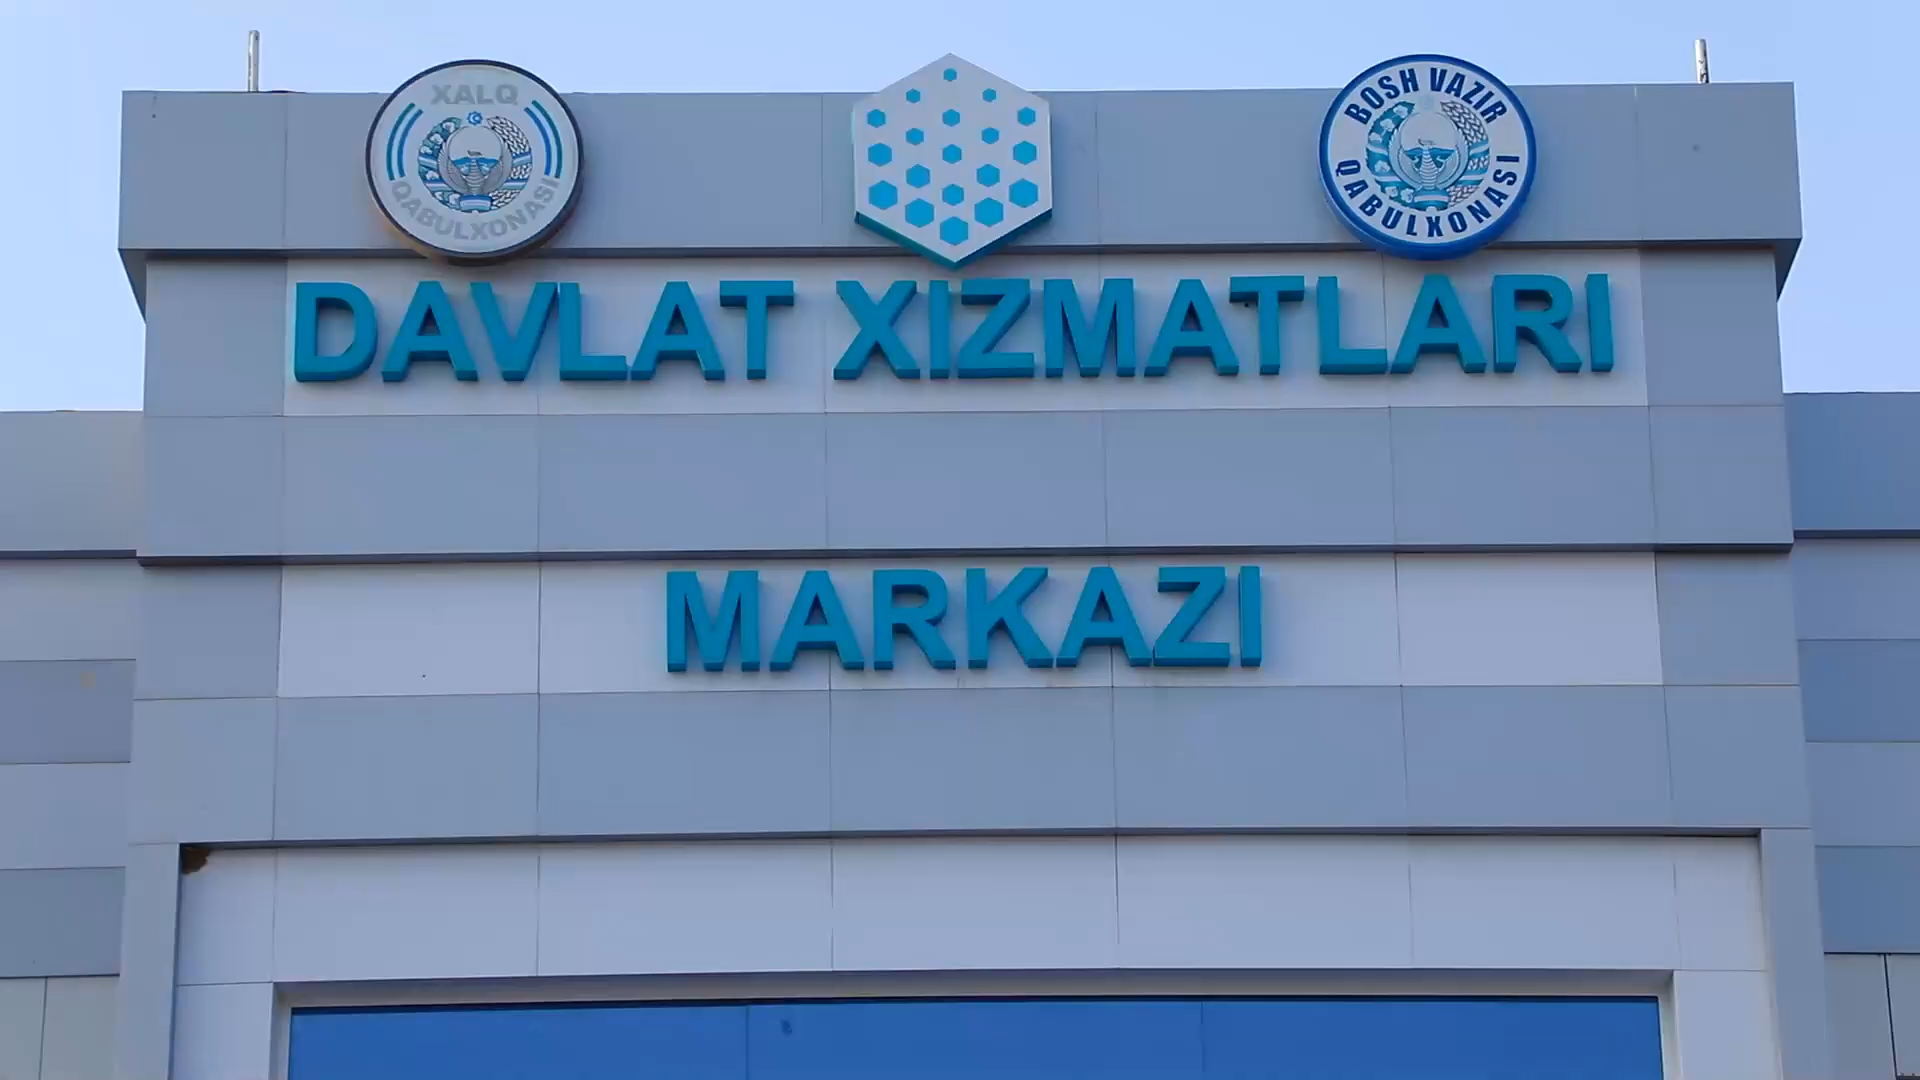 XALQ
QABULXONASI
BOSH VAZIR
QABULXONASI
DAVLAT XIZMATLARI
MARKAZI